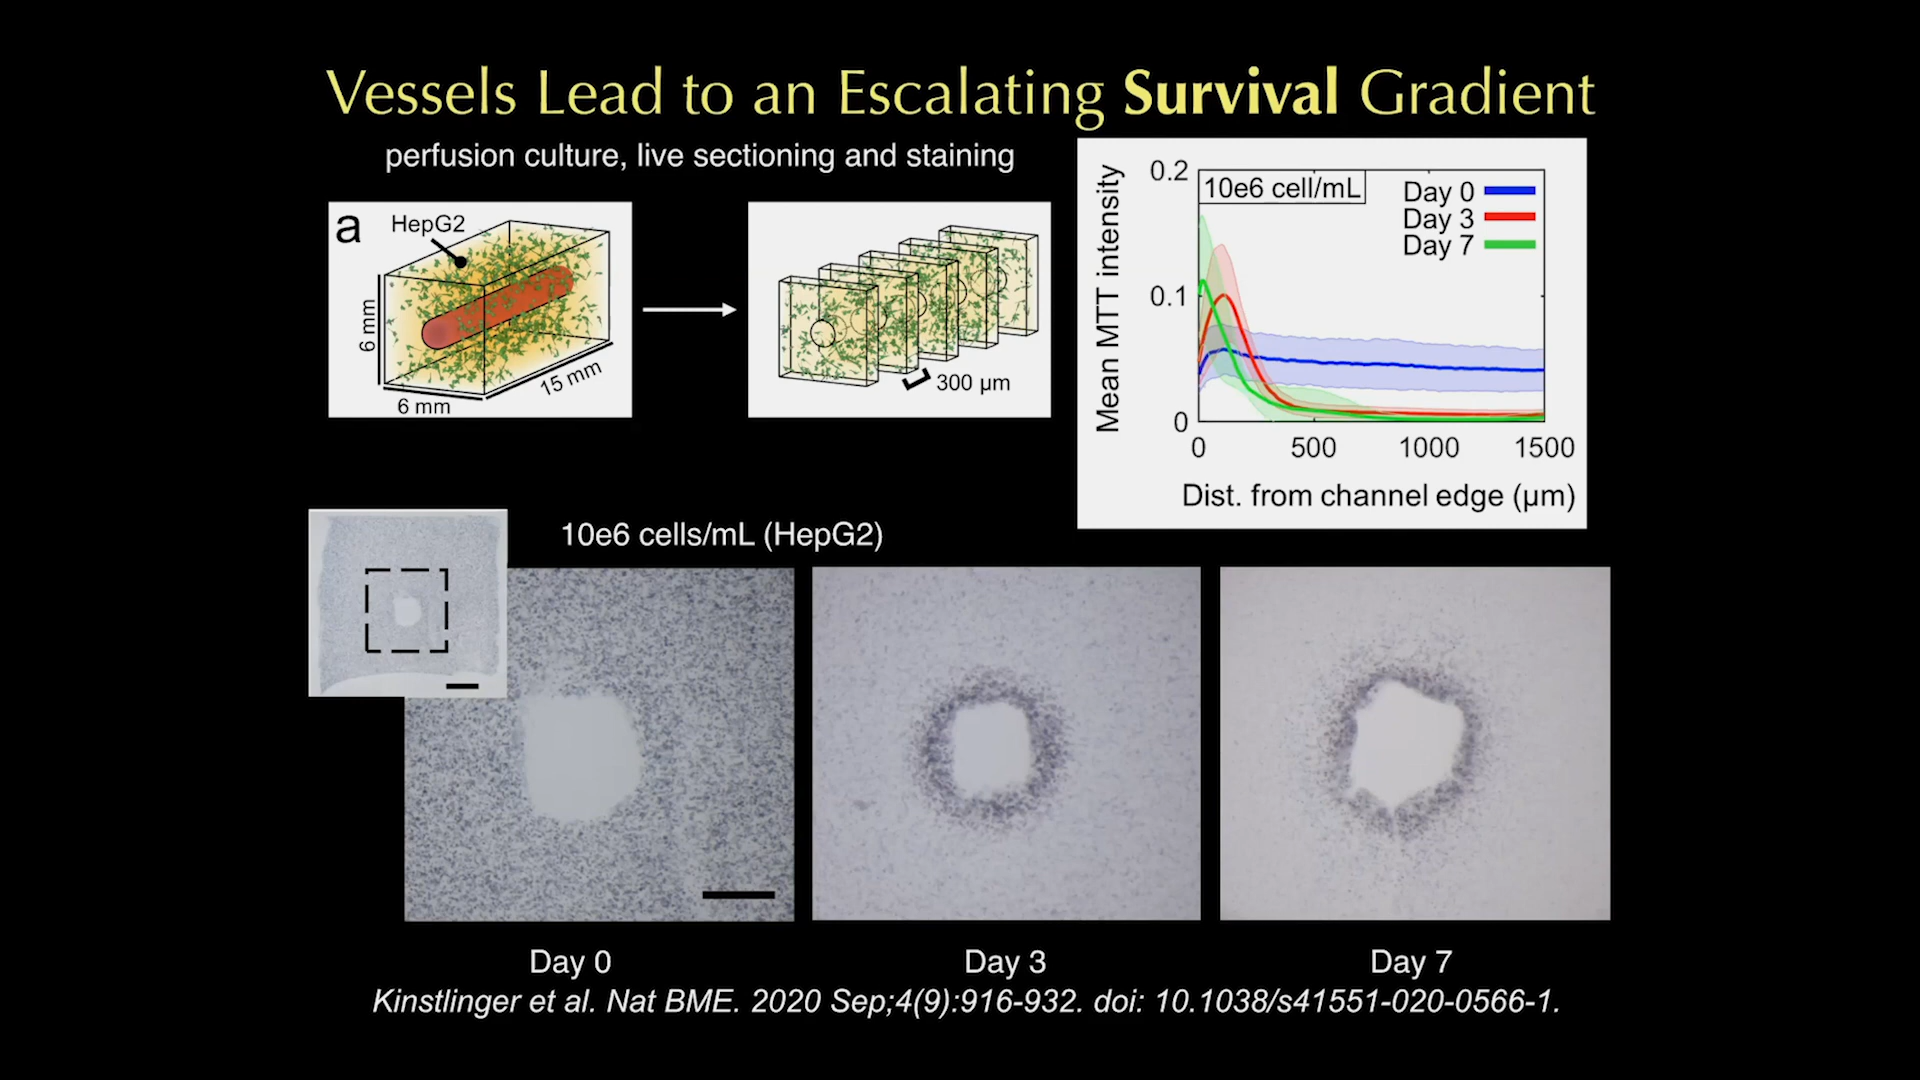 Vessels Lead to an Escalating Survival Gradient
perfusion culture, live sectioning and staining
a
HepG2
6 mm
6 mm
15 mm
300 µm
10e6 cell/mL
Day 0
Day 3
Day 7
Mean MTT intensity
0.2
0.1
0
0 500 1000 1500
Dist. from channel edge (µm)
10e6 cells/mL (HepG2)
Day 0
Day 3
Day 7
Kinstlinger et al. Nat BME. 2020 Sep;4(9):916-932. doi: 10.1038/s41551-020-0566-1.